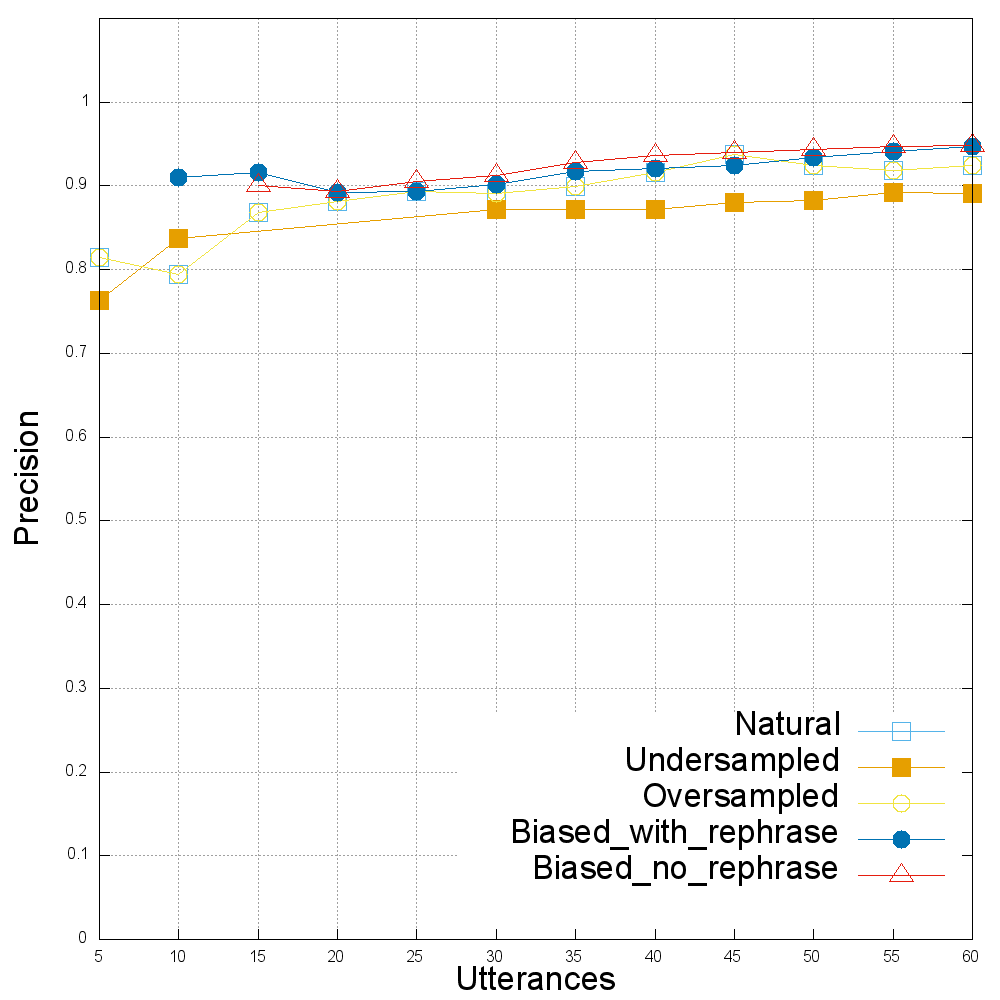 1
0.9
0.8
0.7
0.6
0.5
0.4
0.3
0.2
0.1
0
Precision
Natural
Undersampled
Oversampled
Biased_with_rephrase
Biased_no_rephrase
5 10 15 20 25 30 35 40 45 50 55 60
Utterances